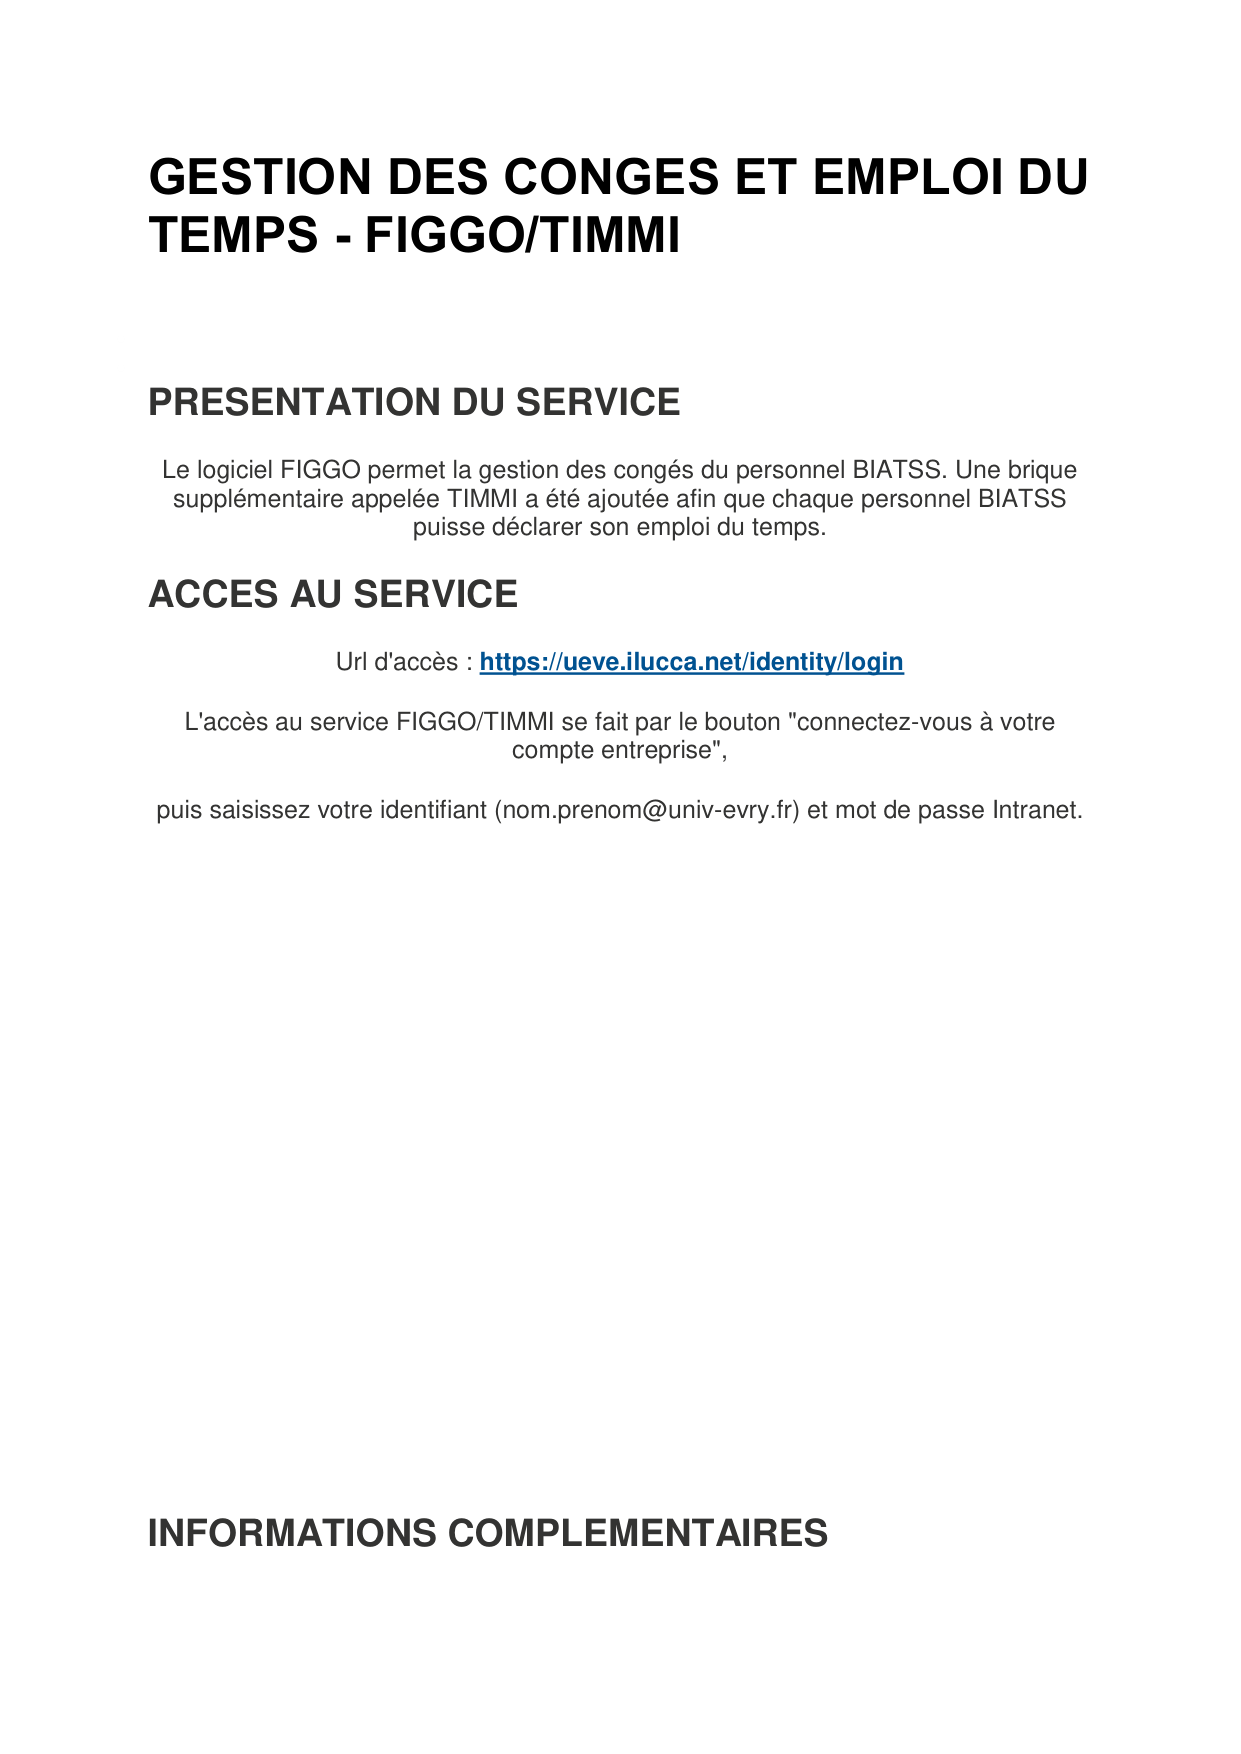 GESTION DES CONGES ET EMPLOI DU
TEMPS - FIGGO/TIMMI
PRESENTATION DU SERVICE
Le logiciel FIGGO permet la gestion des congés du personnel BIATSS. Une brique
supplémentaire appelée TIMMI a été ajoutée afin que chaque personnel BIATSS
puisse déclarer son emploi du temps.
ACCES AU SERVICE
Url d'accès : https://ueve.ilucca.net/identity/login
L'accès au service FIGGO/TIMMI se fait par le bouton "connectez-vous à votre
compte entreprise",
puis saisissez votre identifiant (nom.prenom@univ-evry.fr) et mot de passe Intranet.
INFORMATIONS COMPLEMENTAIRES